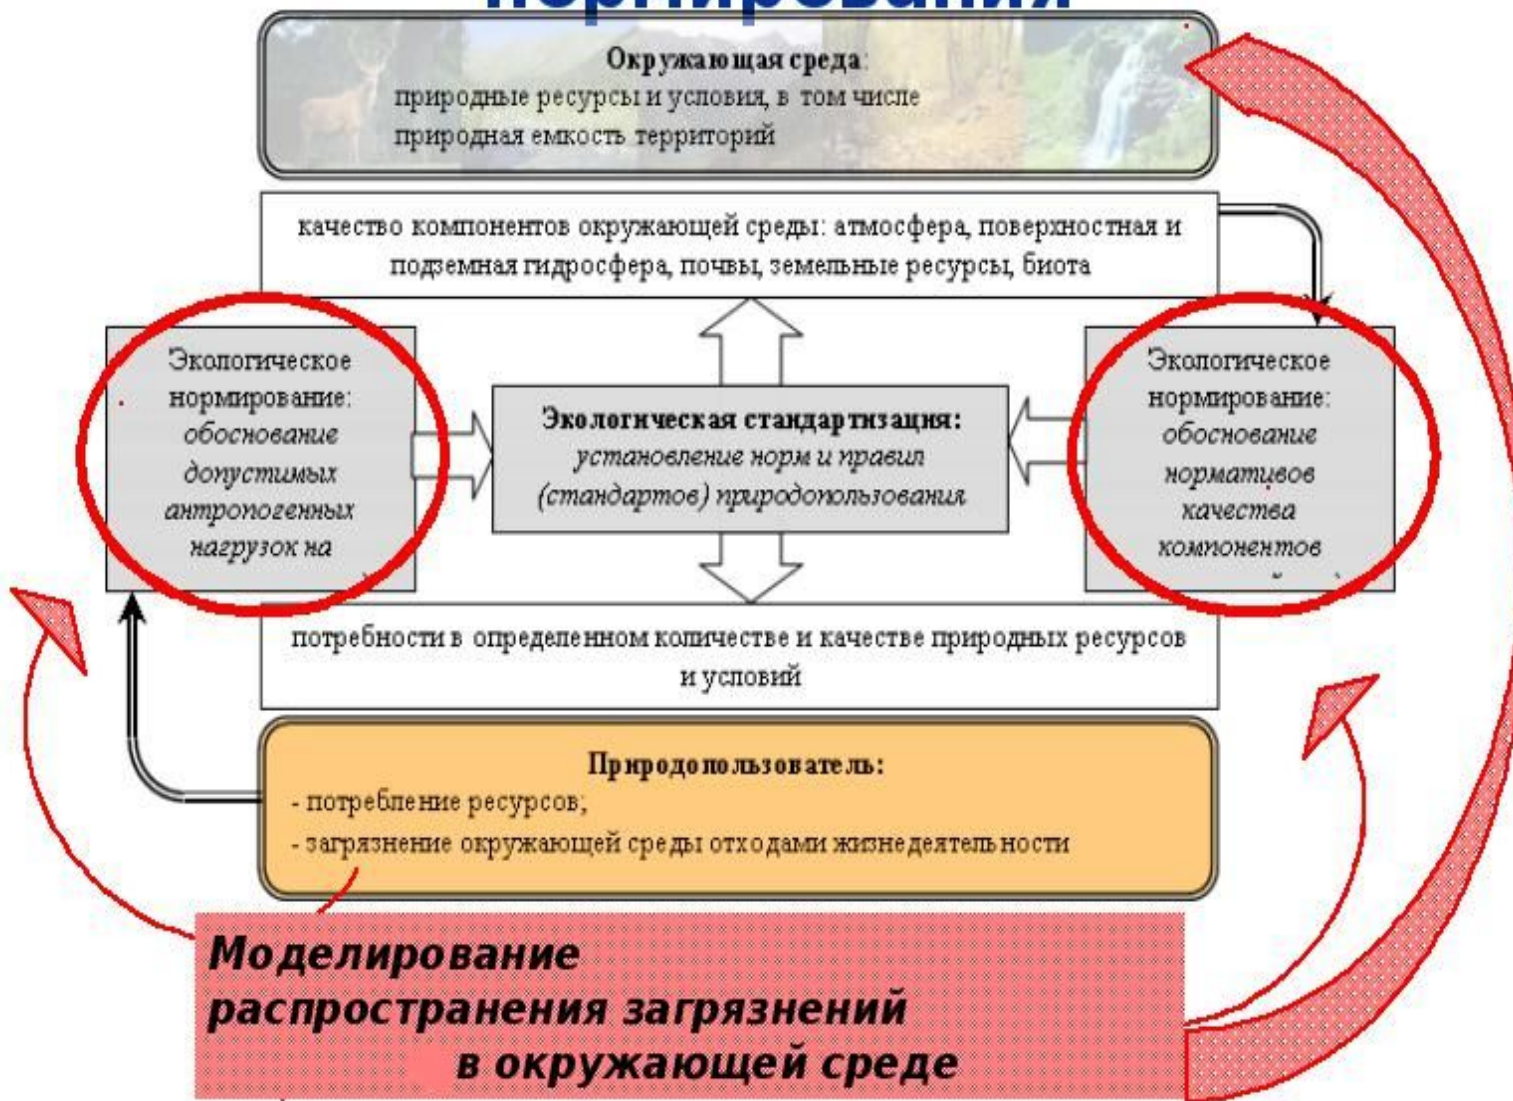 нормирования
Окружающая среда:
природные ресурсы и условия, в том числе
природная емкость территорий
качество компонентов окружающей среды: атмосфера, поверхностная и
подземная гидросфера, почвы, земельные ресурсы, биота
Экологическое
нормирование:
обоснование
допустимых
антропогенных
нагрузок на
Экологическая стандартизация:
установление норм и правил
(стандартов) природопользования
Экологическое
нормирование:
обоснование
нормативов
качества
компонентов
потребности в определенном количестве и качестве природных ресурсов
и условий
Природопользователь:
- потребление ресурсов;
- загрязнение окружающей среды отходами жизнедеятельности
Моделирование
распространения загрязнений
в окружающей среде